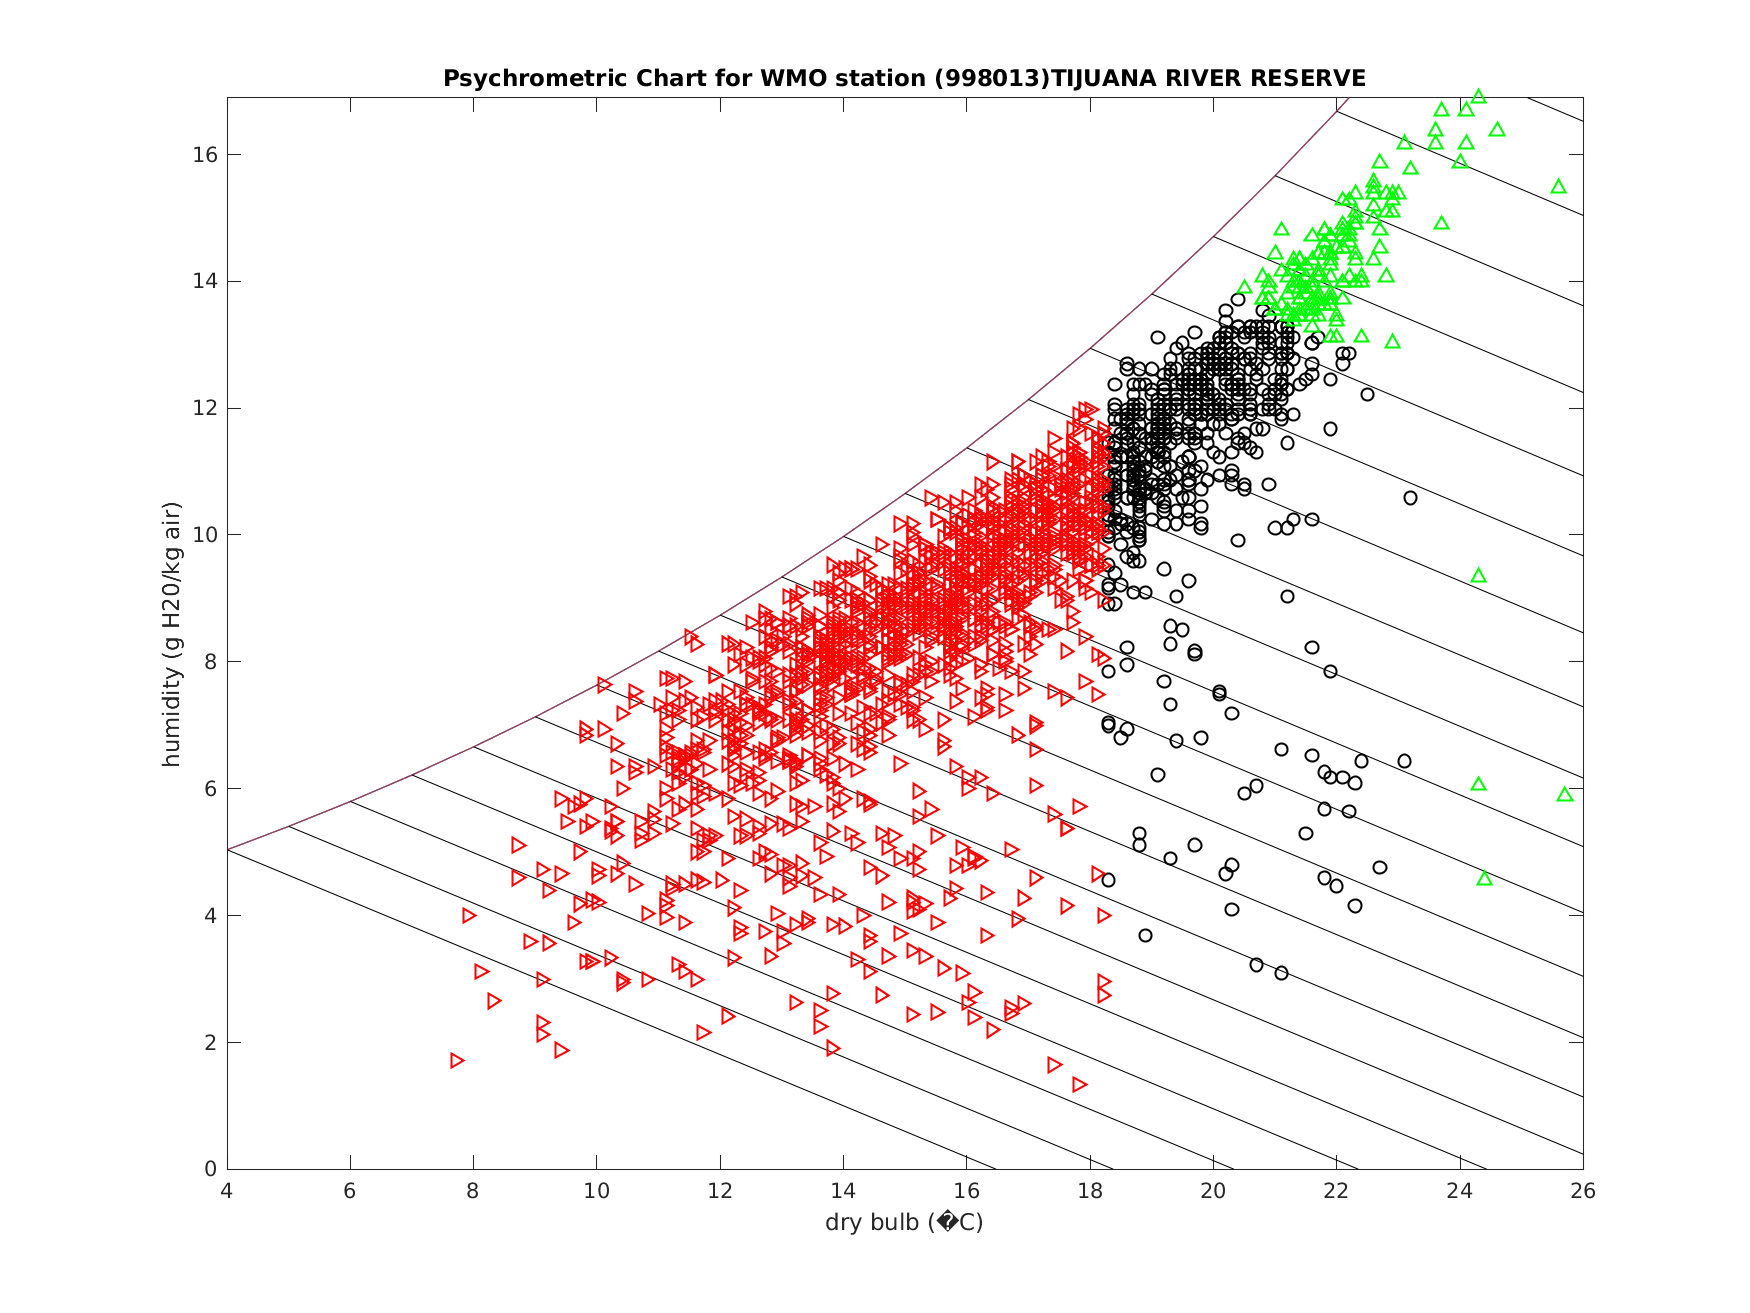 Psychrometric Chart for WMO station (998013)TIJUANA RIVER RESERVE
16
14
12
10
8
6
4
2
0
humidity (g H20/kg air)
4 6 8 10 12 14 16 18 20 22 24 26
dry bulb (�C)